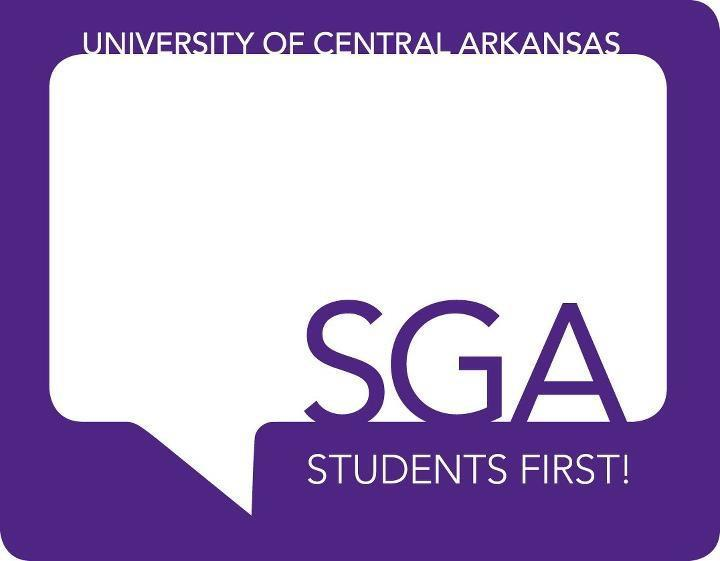 UNIVERSITY OF CENTRAL ARKANSAS
SGA
STUDENTS FIRST!